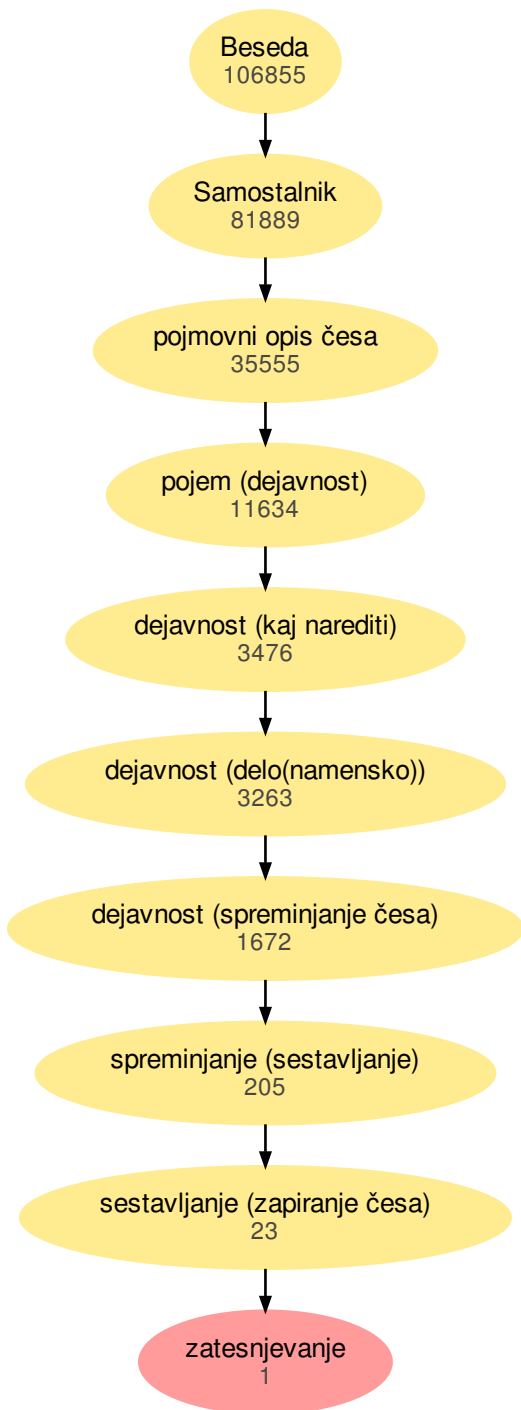 Beseda
106855
Samostalnik
81889
pojmovni opis česa
35555
pojem (dejavnost)
11634
dejavnost (kaj narediti)
3476
dejavnost (delo(namensko))
3263
dejavnost (spreminjanje česa)
1672
spreminjanje (sestavljanje)
205
sestavljanje (zapiranje česa)
23
zatesnjevanje
1